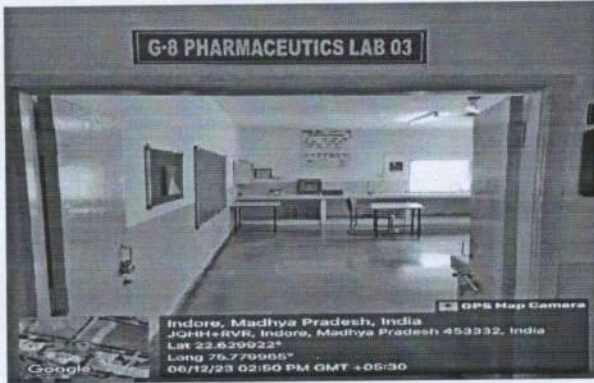 G-8 PHARMACEUTICS LAB 03
GPS Map Camera
Indore, Madhya Pradesh, India
JQHH+RVR, Indore, Madhya Pradesh 453332, India
Lat 22.629922°
Long 75.779965°
06/12/23 02:50 PM GMT +05:30
Google